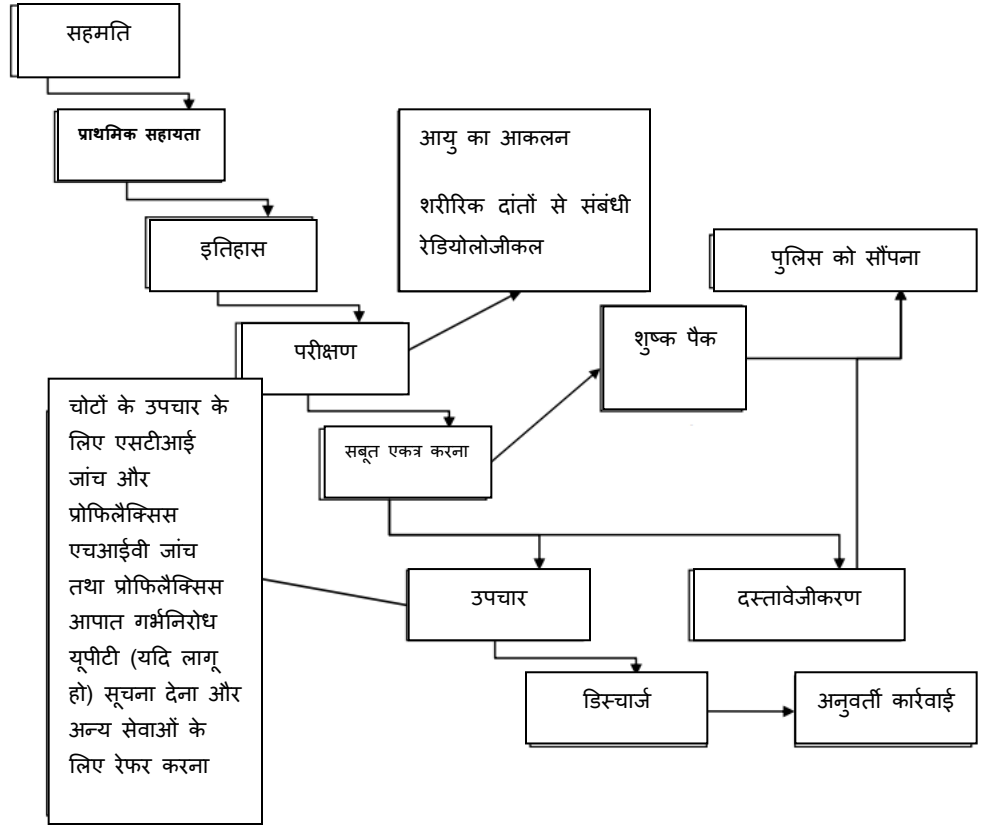 सहमति
प्राथमिक सहायता
आयु का आकलन
शरीरिक दांतों से संबंधी
रेडियोलोजीकल
इतिहास
पुलिस को सौंपना
परीक्षण
शुष्क पैक
चोटों के उपचार के
लिए एसटीआई
जांच और
प्रोफिलैक्सिस
एचआईवी जांच
तथा प्रोफिलैक्सिस
आपात गर्भनिरोध
यूपीटी (यदि लागू
हो) सूचना देना और
अन्य सेवाओं के
लिए रेफर करना
सबूत एकत्र करना
उपचार
दस्तावेजीकरण
डिस्चार्ज
अनुवर्ती कार्रवाई